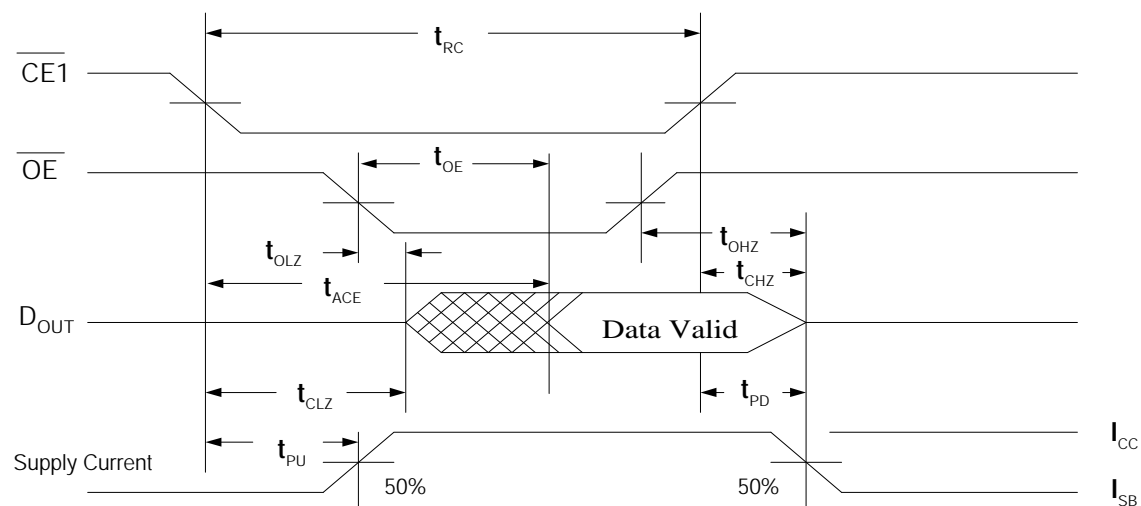 tRC
CE1
tOE
OE
tOHZ
tOLZ
tCHZ
tACE
DOUT
Data Valid
tCLZ
tPD
ICC
tPU
Supply Current
50%
50%
ISB